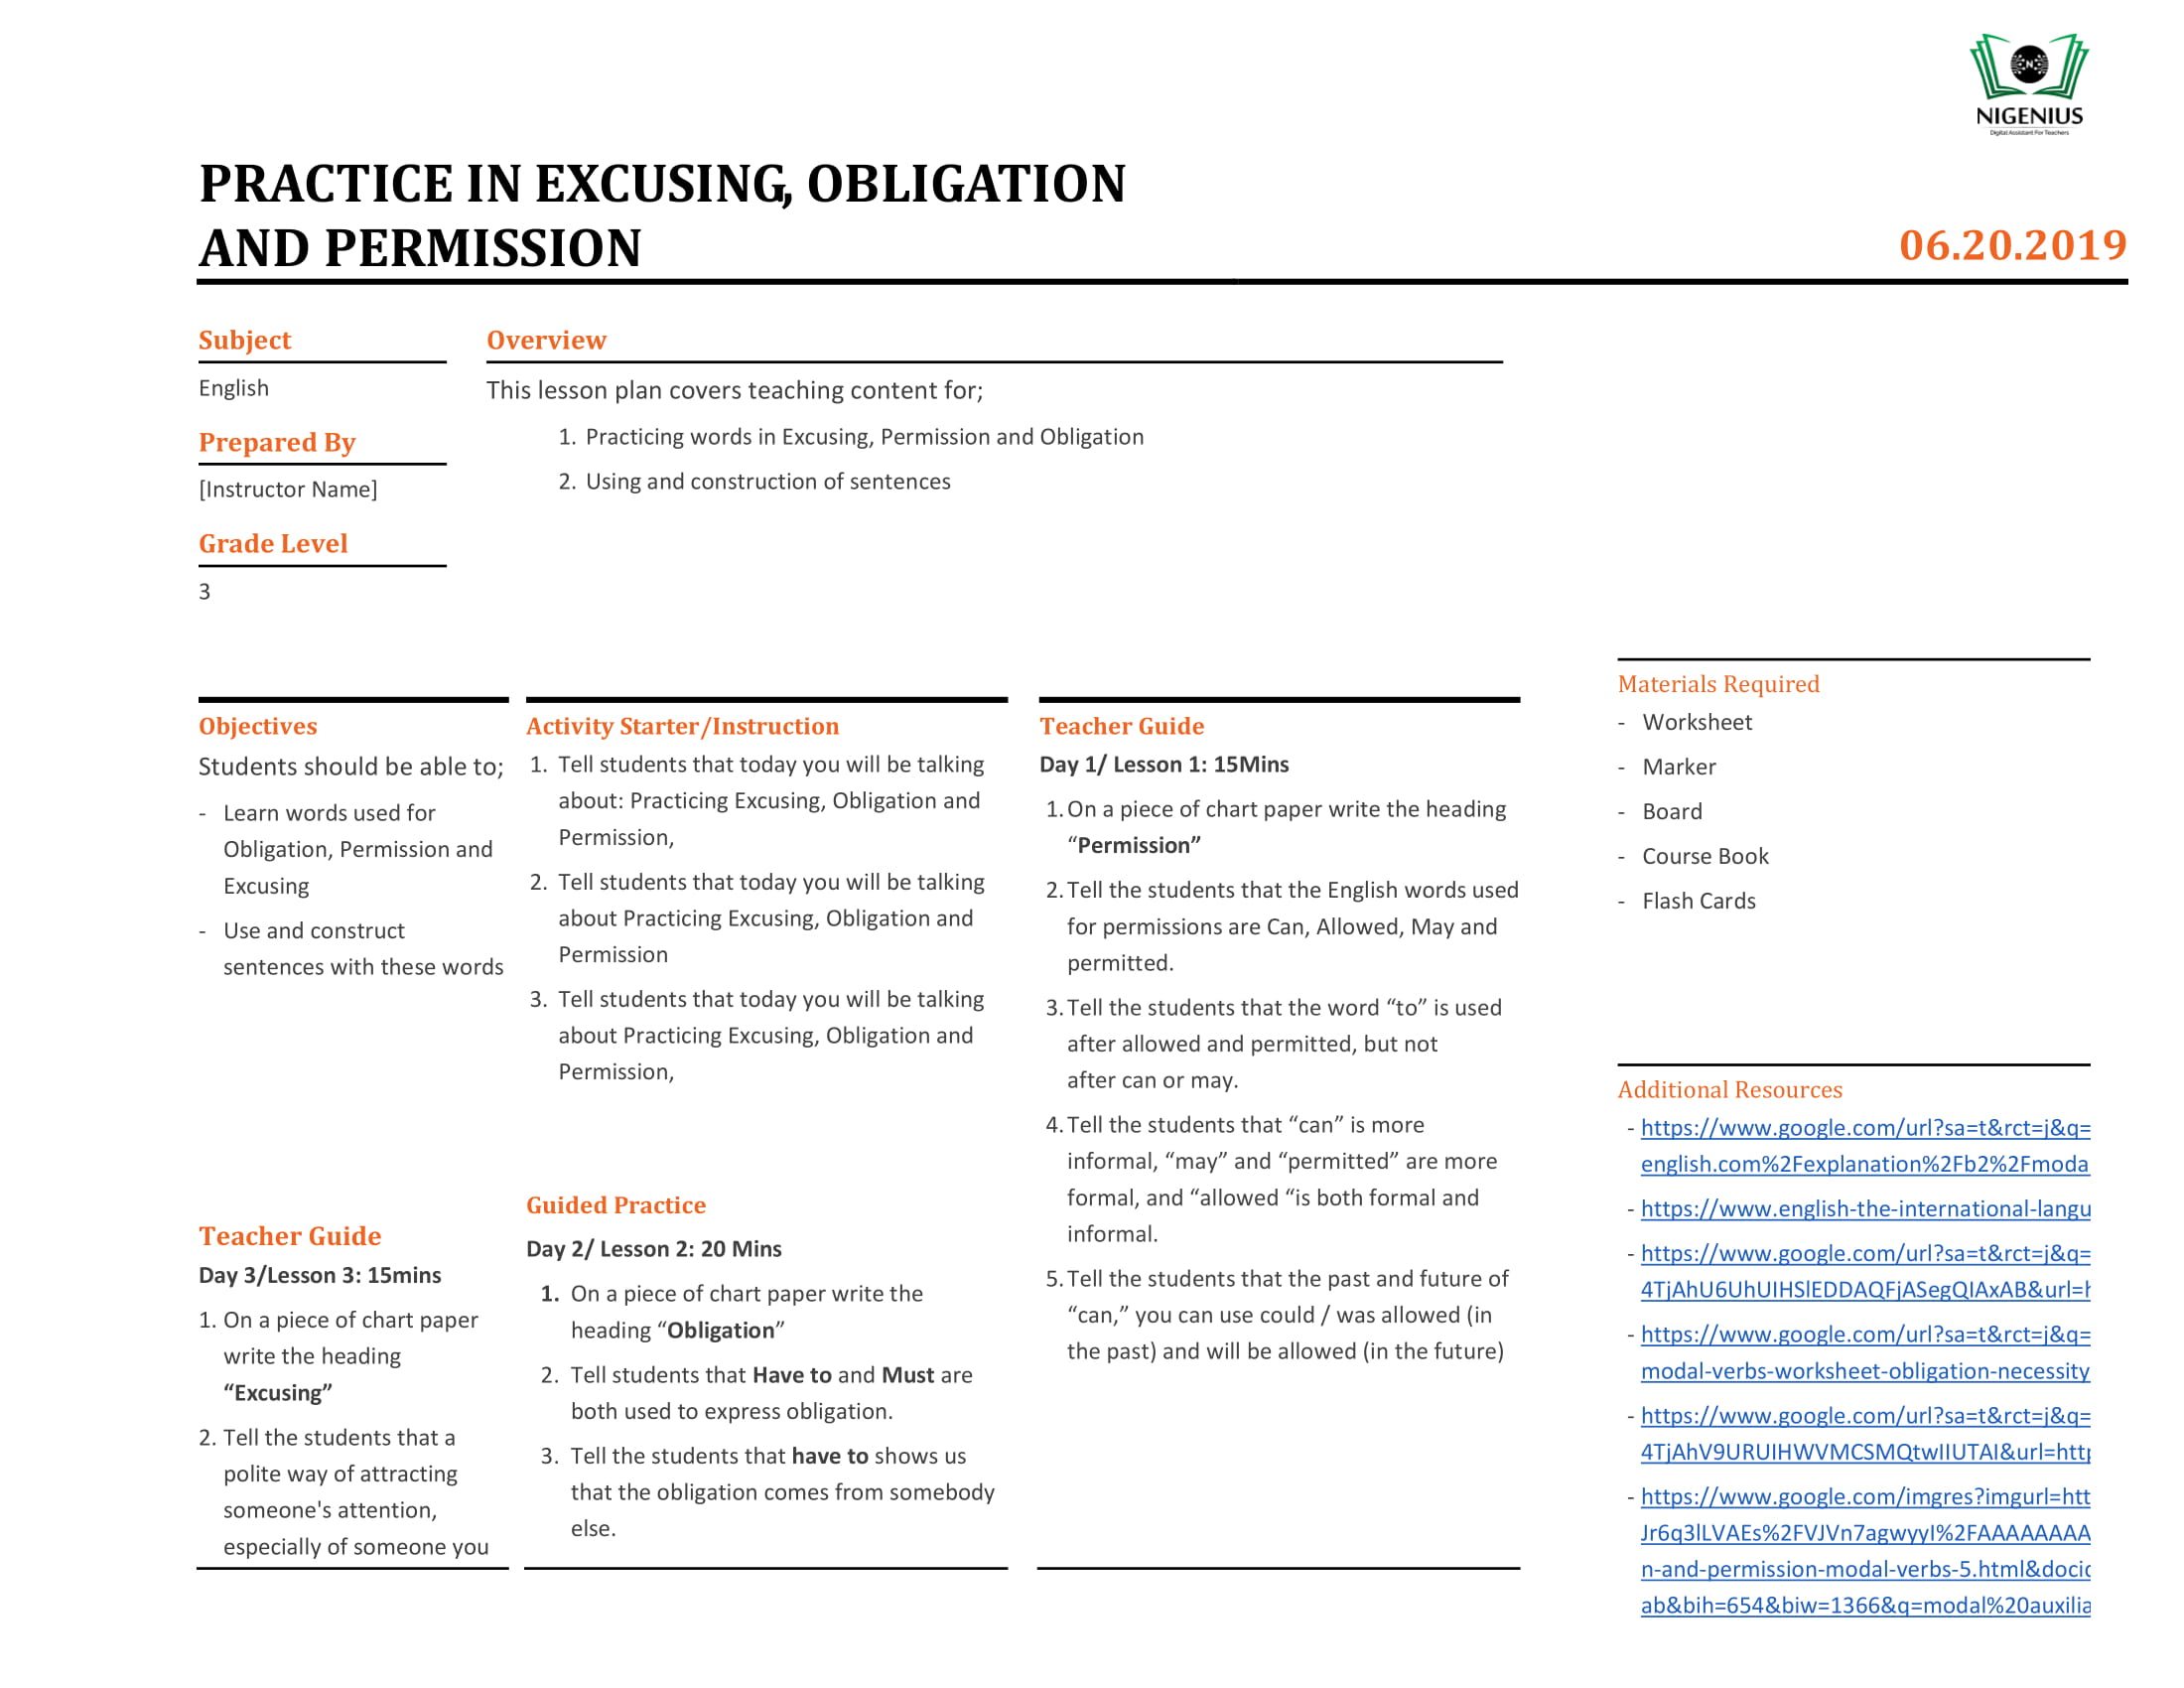 NIGENIUS
Digital Assistant For Teachers
PRACTICE IN EXCUSING, OBLIGATION
AND PERMISSION
06.20.2019
Subject
English
Prepared By
[Instructor Name]
Grade Level
3
Overview
This lesson plan covers teaching content for;
1. Practicing words in Excusing, Permission and Obligation
2. Using and construction of sentences
Objectives
Students should be able to;
- Learn words used for
Obligation, Permission and
Excusing
- Use and construct
sentences with these words
Teacher Guide
Day 3/Lesson 3: 15mins
1. On a piece of chart paper
write the heading
“Excusing”
2. Tell the students that a
polite way of attracting
someone's attention,
especially of someone you
Activity Starter/Instruction
1. Tell students that today you will be talking
about: Practicing Excusing, Obligation and
Permission,
2. Tell students that today you will be talking
about Practicing Excusing, Obligation and
Permission
3. Tell students that today you will be talking
about Practicing Excusing, Obligation and
Permission,
Guided Practice
Day 2/ Lesson 2: 20 Mins
1. On a piece of chart paper write the
heading “Obligation”
2. Tell students that Have to and Must are
both used to express obligation.
3. Tell the students that have to shows us
that the obligation comes from somebody
else.
Teacher Guide
Day 1/ Lesson 1: 15Mins
1. On a piece of chart paper write the heading
“Permission”
2. Tell the students that the English words used
for permissions are Can, Allowed, May and
permitted.
3. Tell the students that the word “to” is used
after allowed and permitted, but not
after can or may.
4. Tell the students that “can” is more
informal, “may” and “permitted” are more
formal, and “allowed “is both formal and
informal.
5. Tell the students that the past and future of
“can,” you can use could / was allowed (in
the past) and will be allowed (in the future)
Materials Required
- Worksheet
- Marker
- Board
- Course Book
- Flash Cards
Additional Resources
- https://www.google.com/url?sa=t&rct=j&q=
english.com%2Fexplanation%2Fb2%2Fmoda
- https://www.english-the-international-langu
- https://www.google.com/url?sa=t&rct=j&q=
4TjAhU6UhUIHSlEDDAQFjASegQIAxAB&url=h
- https://www.google.com/url?sa=t&rct=j&q=
modal-verbs-worksheet-obligation-necessity
- https://www.google.com/url?sa=t&rct=j&q=
4TjAhV9URUIHWVMCSMQtwIIUTAI&url=http
- https://www.google.com/imgres?imgurl=htt
Jr6q3lLVAEs%2FVJVn7agwyyI%2FAAAAAAAA
n-and-permission-modal-verbs-5.html&docid
ab&bih=654&biw=1366&q=modal%20auxilia